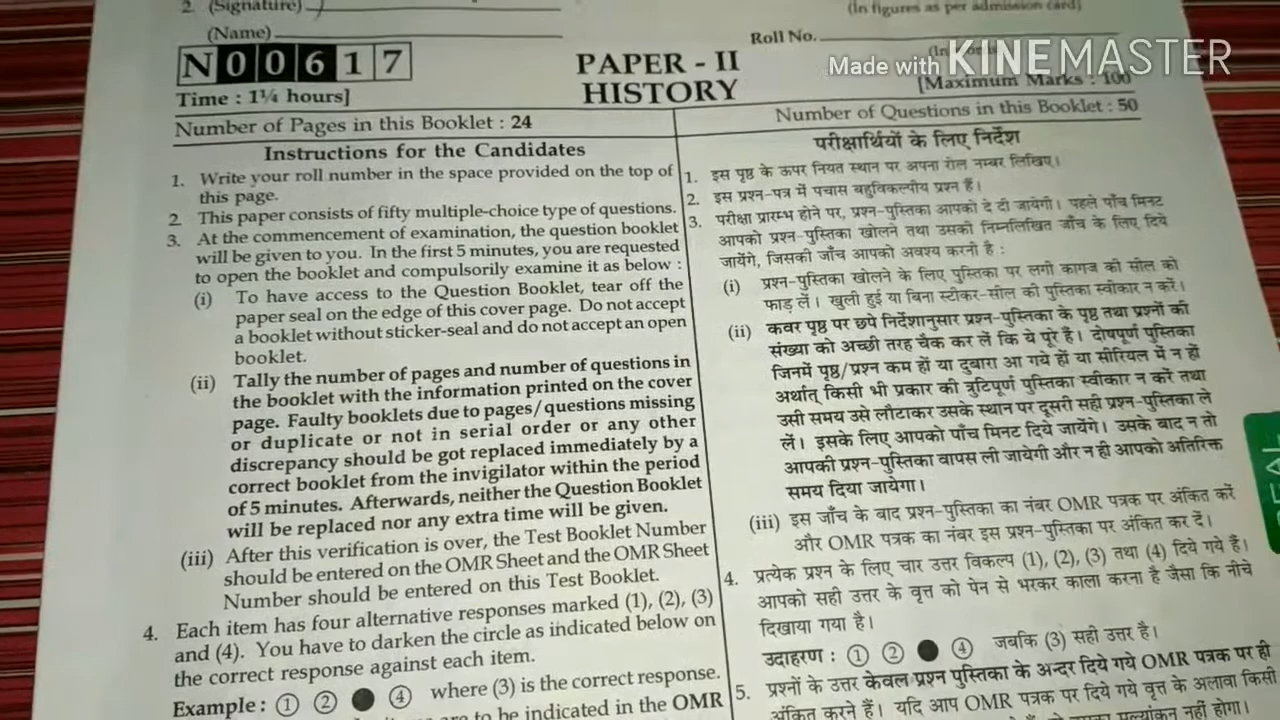 2. (Signature)
(In figures as per admission card)
(Name)
Roll No.
N 0 0 6 1 7
PAPER - II
(In
Made with KINEMASTER
Time : 1¼ hours]
HISTORY
[Maximum Marks : 100
Number of Pages in this Booklet : 24
Number of Questions in this Booklet : 50
Instructions for the Candidates
1. Write your roll number in the space provided on the top of
this page.
2. This paper consists of fifty multiple-choice type of questions.
3. At the commencement of examination, the question booklet
will be given to you. In the first 5 minutes, you are requested
to open the booklet and compulsorily examine it as below :
(i) To have access to the Question Booklet, tear off the
paper seal on the edge of this cover page. Do not accept
a booklet without sticker-seal and do not accept an open
booklet.
(ii) Tally the number of pages and number of questions in
the booklet with the information printed on the cover
page. Faulty booklets due to pages/questions missing
or duplicate or not in serial order or any other
discrepancy should be got replaced immediately by a
correct booklet from the invigilator within the period
of 5 minutes. Afterwards, neither the Question Booklet
will be replaced nor any extra time will be given.
(iii) After this verification is over, the Test Booklet Number
should be entered on the OMR Sheet and the OMR Sheet
Number should be entered on this Test Booklet.
4. Each item has four alternative responses marked (1), (2), (3)
and (4). You have to darken the circle as indicated below on
the correct response against each item.
Example : ① ② ● ④ where (3) is the correct response.
to be indicated in the OMR
परीक्षार्थियों के लिए निर्देश
1. इस पृष्ठ के ऊपर नियत स्थान पर अपना रोल नम्बर लिखिए।
2. इस प्रश्न-पत्र में पचास बहुविकल्पीय प्रश्न हैं।
3. परीक्षा प्रारम्भ होने पर, प्रश्न-पुस्तिका आपको दे दी जायेगी। पहले पाँच मिनट
आपको प्रश्न-पुस्तिका खोलने तथा उसकी निम्नलिखित जाँच के लिए दिये
जायेंगे, जिसकी जाँच आपको अवश्य करनी है :
(i) प्रश्न-पुस्तिका खोलने के लिए पुस्तिका पर लगी कागज की सील को
फाड़ लें। खुली हुई या बिना स्टीकर-सील की पुस्तिका स्वीकार न करें।
(ii) कवर पृष्ठ पर छपे निर्देशानुसार प्रश्न-पुस्तिका के पृष्ठ तथा प्रश्नों की
संख्या को अच्छी तरह चैक कर लें कि ये पूरे हैं। दोषपूर्ण पुस्तिका
जिनमें पृष्ठ/प्रश्न कम हों या दुबारा आ गये हों या सीरियल में न हों
अर्थात् किसी भी प्रकार की त्रुटिपूर्ण पुस्तिका स्वीकार न करें तथा
उसी समय उसे लौटाकर उसके स्थान पर दूसरी सही प्रश्न-पुस्तिका ले
लें। इसके लिए आपको पाँच मिनट दिये जायेंगे। उसके बाद न तो
आपकी प्रश्न-पुस्तिका वापस ली जायेगी और न ही आपको अतिरिक्त
समय दिया जायेगा।
(iii) इस जाँच के बाद प्रश्न-पुस्तिका का नंबर OMR पत्रक पर अंकित करें
और OMR पत्रक का नंबर इस प्रश्न-पुस्तिका पर अंकित कर दें।
4. प्रत्येक प्रश्न के लिए चार उत्तर विकल्प (1), (2), (3) तथा (4) दिये गये हैं।
आपको सही उत्तर के वृत्त को पेन से भरकर काला करना है जैसा कि नीचे
दिखाया गया है।
उदाहरण : ① ② ● ④ जबकि (3) सही उत्तर है।
5. प्रश्नों के उत्तर केवल प्रश्न पुस्तिका के अन्दर दिये गये OMR पत्रक पर ही
अंकित करने हैं। यदि आप OMR पत्रक पर दिये गये वृत्त के अलावा किसी
मूल्यांकन नहीं होगा।